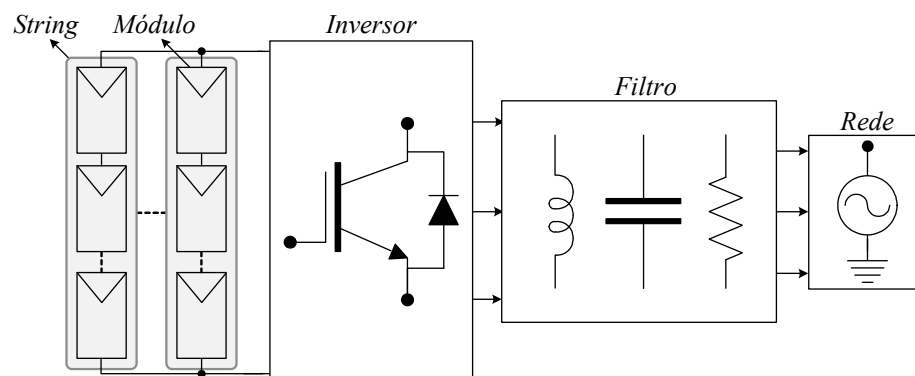 String
Módulo
Inversor
Filtro
Rede